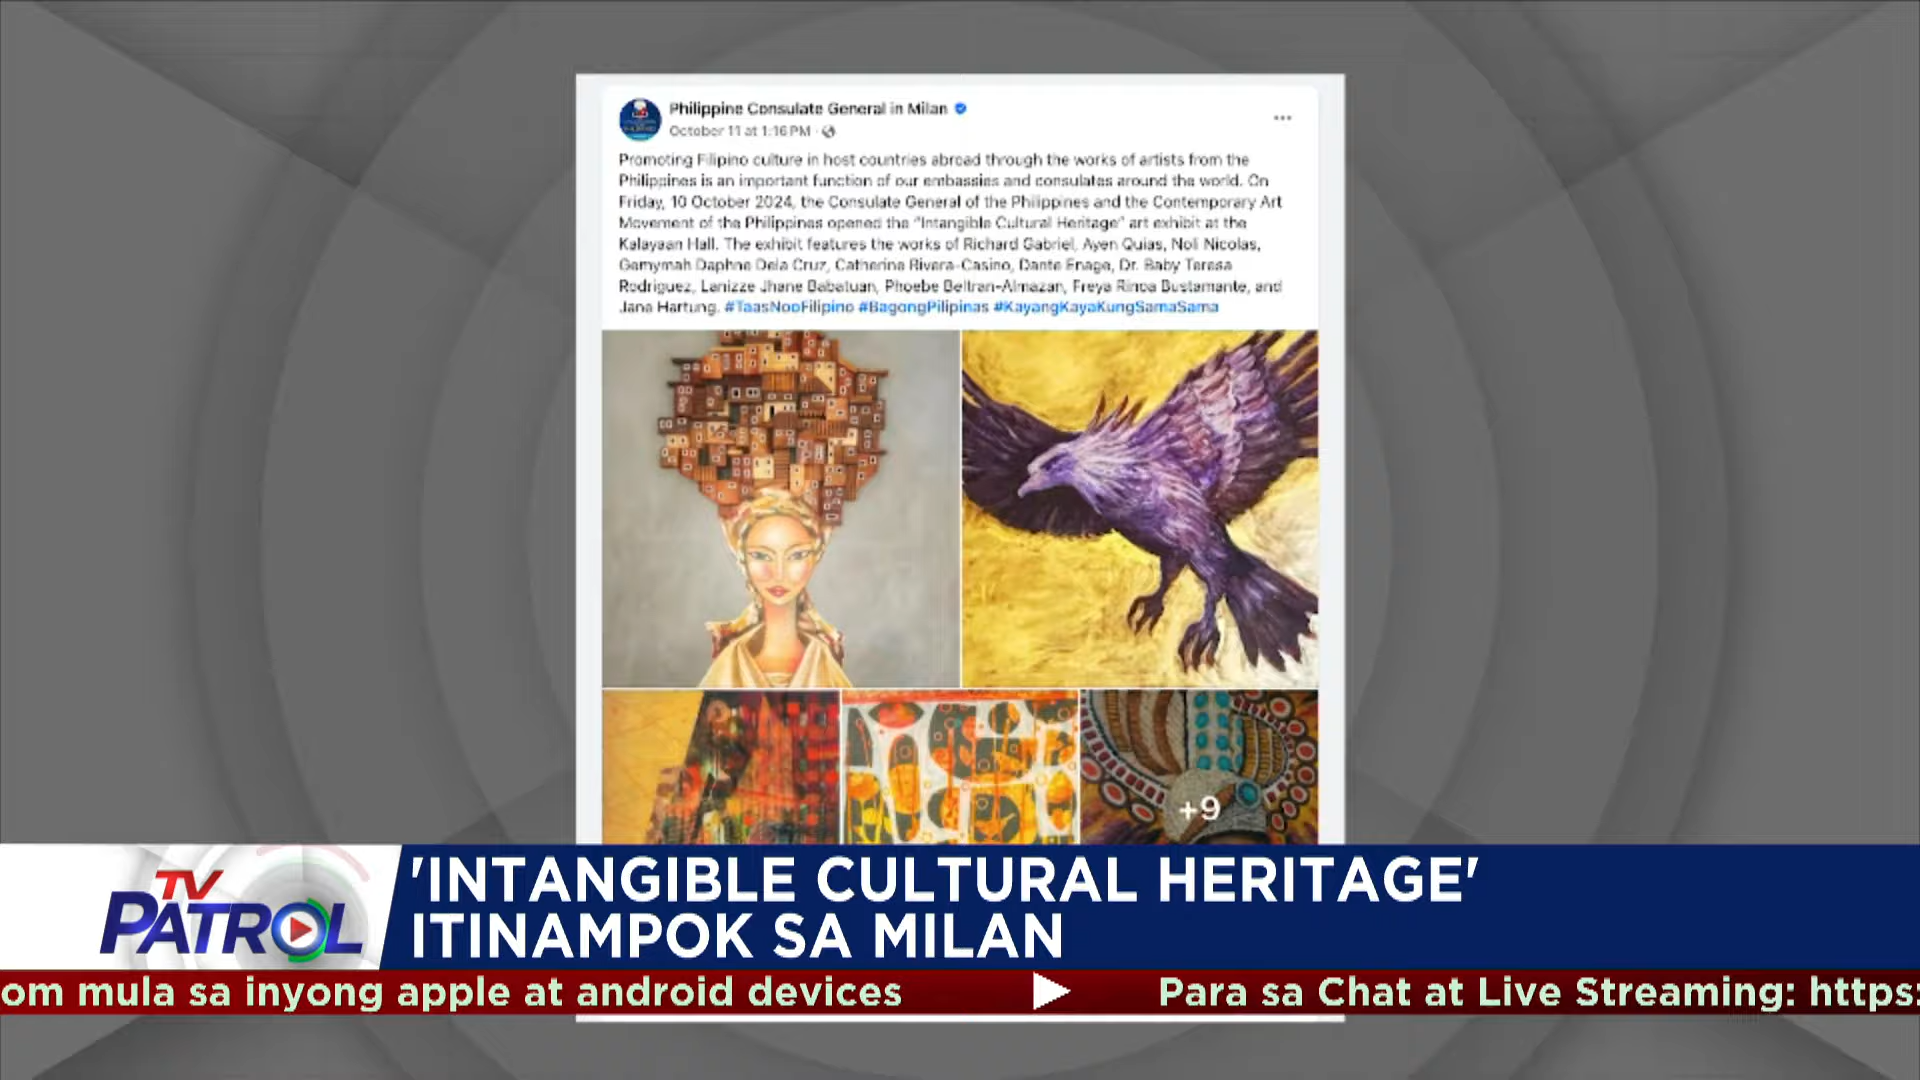 Philippine Consulate General in Milan
October 11 at 1:16 PM ·
Promoting Filipino culture in host countries abroad through the works of artists from the
Philippines is an important function of our embassies and consulates around the world. On
Friday, 10 October 2024, the Consulate General of the Philippines and the Contemporary Art
Movement of the Philippines opened the "Intangible Cultural Heritage" art exhibit at the
Kalayaan Hall. The exhibit features the works of Richard Gabriel, Ayen Quias, Noli Nicolas,
Gemymah Daphne Dela Cruz, Catherine Rivera-Casino, Dante Enage, Dr. Baby Teresa
Rodriguez, Lanizze Jhane Babatuan, Phoebe Beltran-Almazan, Freya Rinoa Bustamante, and
Jana Hartung. #TaasNooFilipino #BagongPilipinas #KayangKayaKungSamaSama
+9
TV
PATROL
'INTANGIBLE CULTURAL HERITAGE'
ITINAMPOK SA MILAN
om mula sa inyong apple at android devices
Para sa Chat at Live Streaming: https: